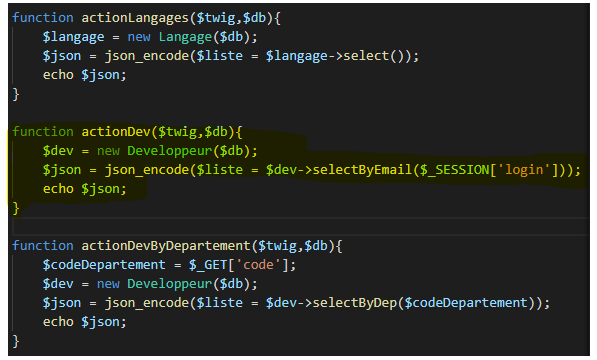 function actionLangages($twig,$db){
$langage = new Langage($db);
$json = json_encode($liste = $langage->select());
echo $json;
}
function actionDev($twig,$db){
$dev = new Developpeur($db);
$json = json_encode($liste = $dev->selectByEmail($_SESSION['login']));
echo $json;
}
function actionDevByDepartement($twig,$db){
$codeDepartement = $_GET['code'];
$dev = new Developpeur($db);
$json = json_encode($liste = $dev->selectByDep($codeDepartement));
echo $json;
}